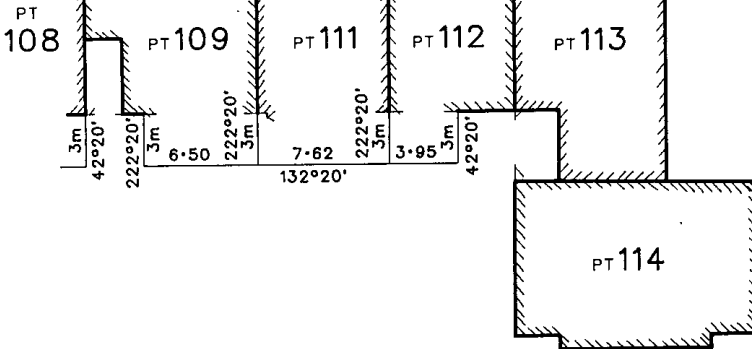 PT 108
PT 109
PT 111
PT 112
PT 113
3m
42°20'
222°20'
3m
6·50
222°20'
3m
7·62
222°20'
3m
3·95
3m
42°20'
132°20'
PT 114